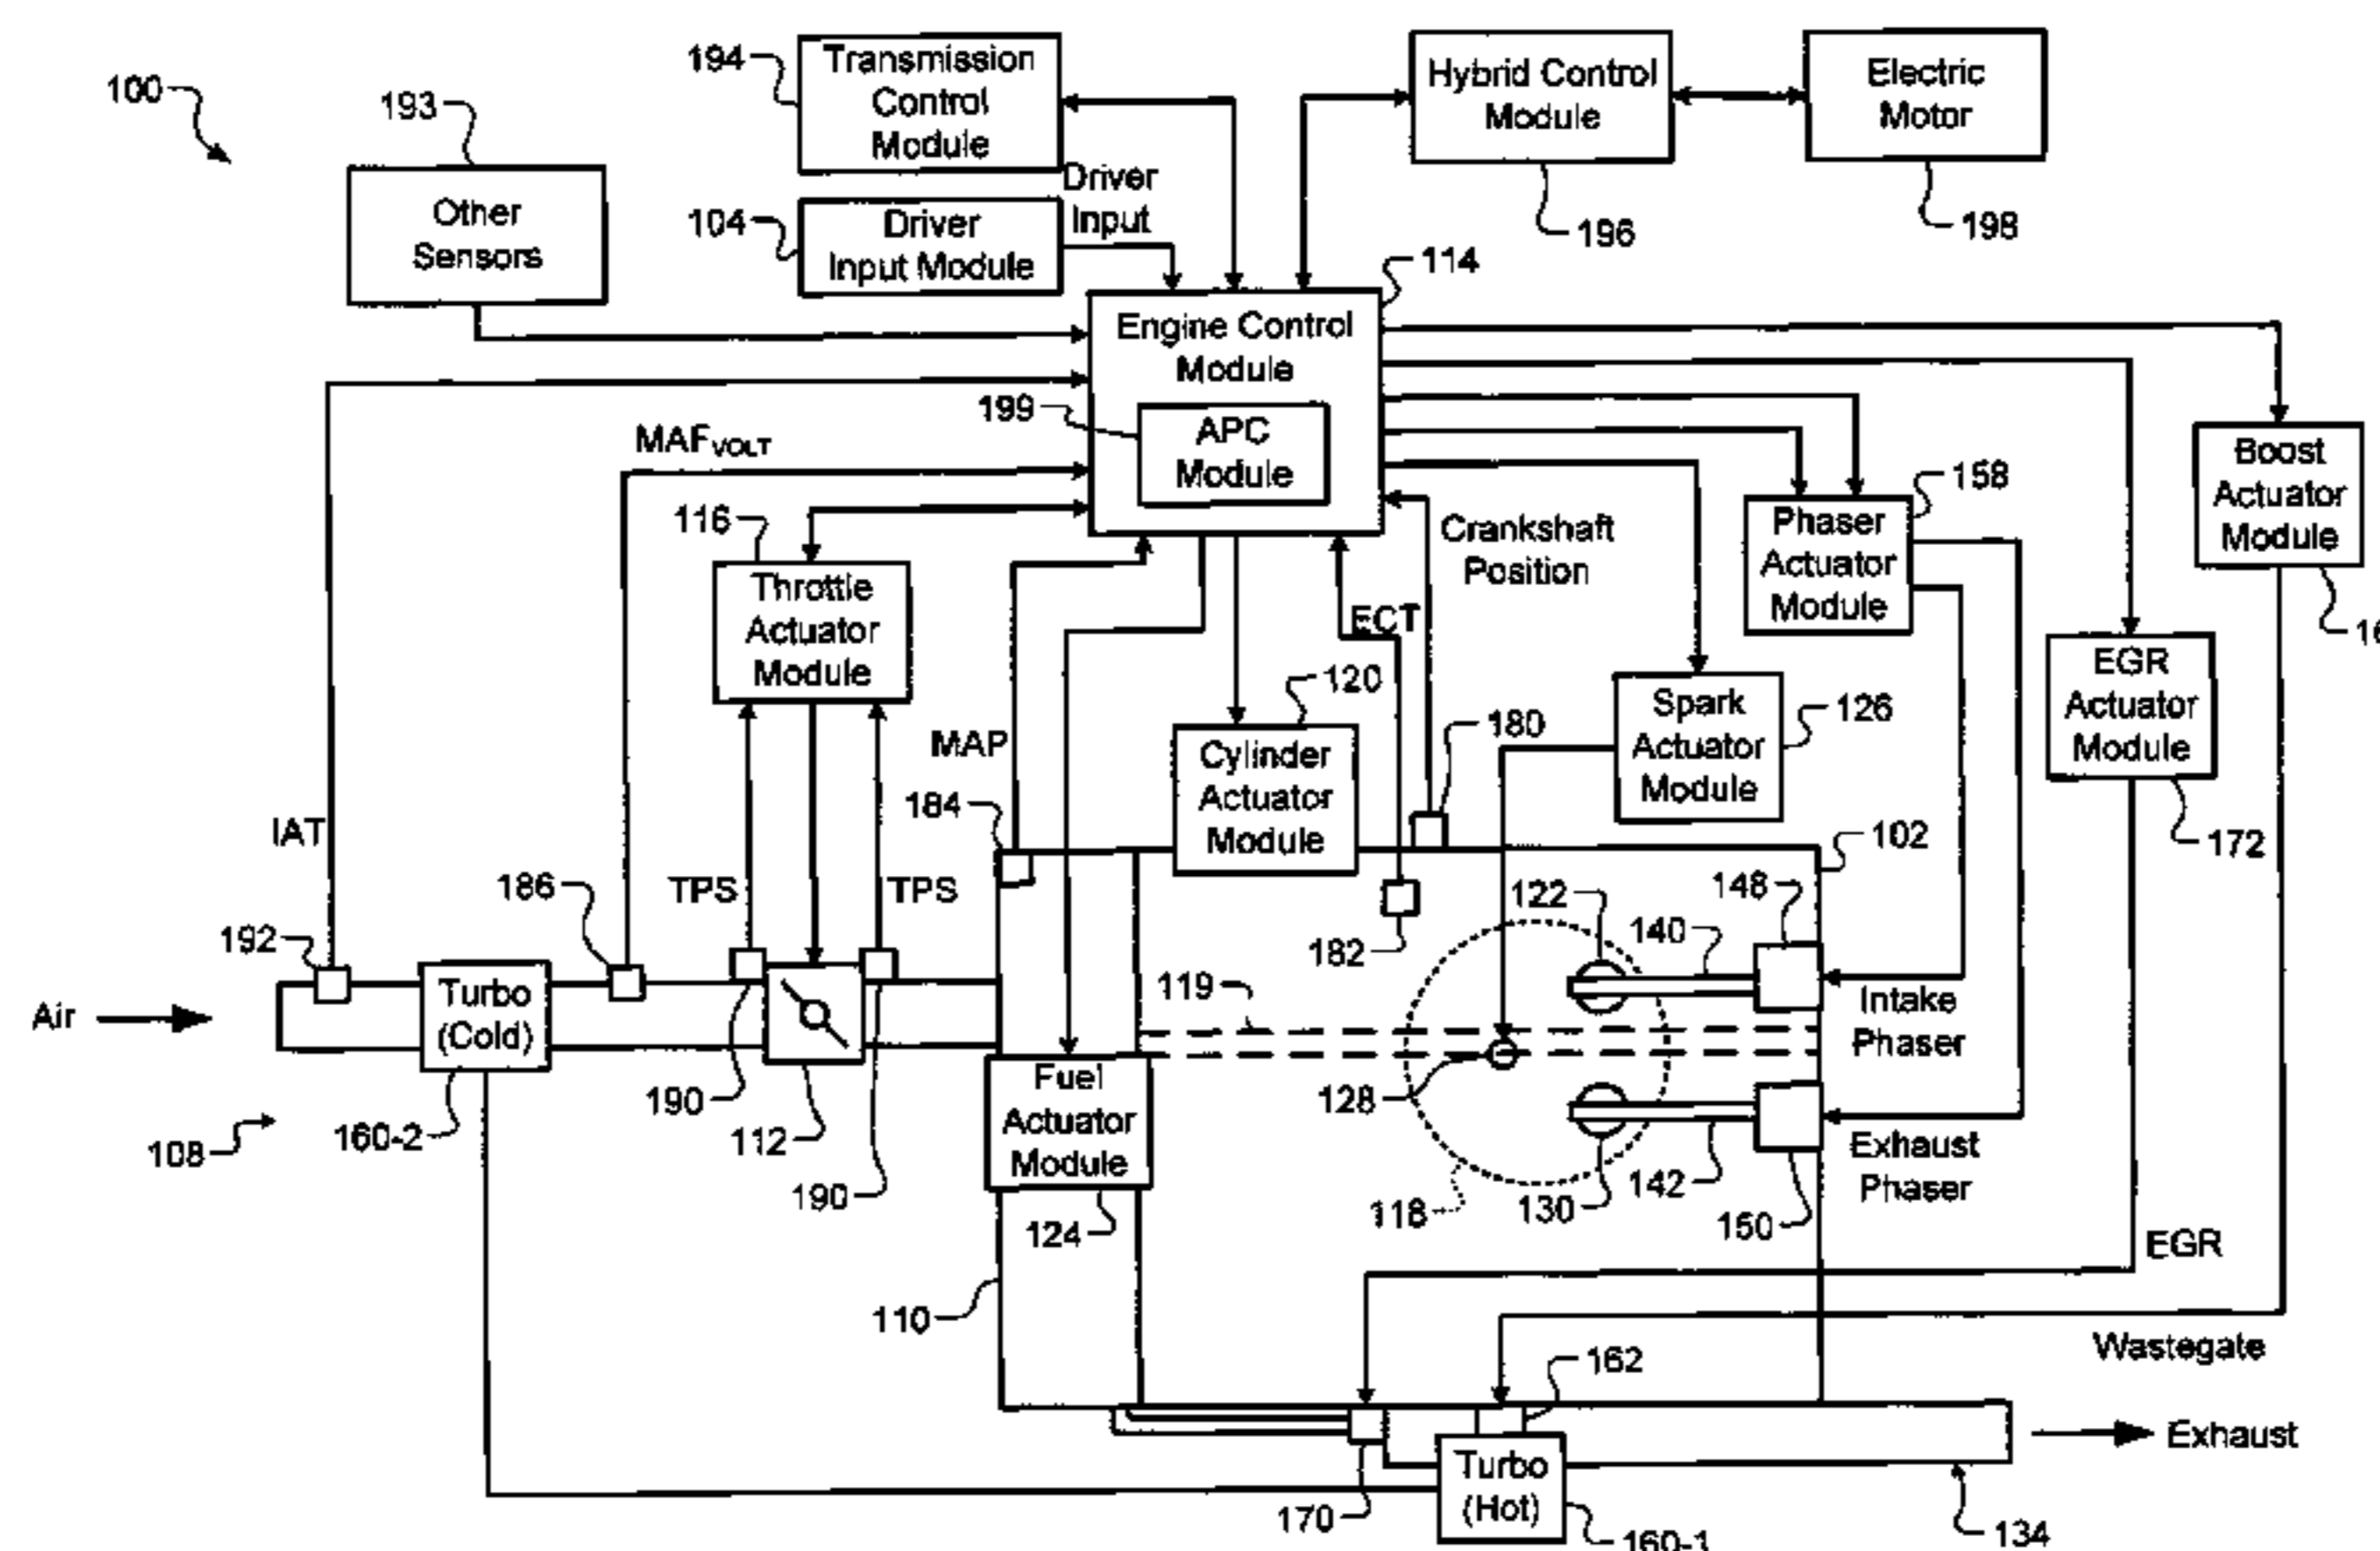 100
193
Other
Sensors
194
Transmission
Control
Module
104
Driver
Input Module
Driver
Input
Hybrid Control
Module
196
Electric
Motor
198
114
Engine Control
Module
199
APC
Module
MAF_VOLT
116
Throttle
Actuator
Module
Crankshaft
Position
ECT
158
Phaser
Actuator
Module
Boost
Actuator
Module
EGR
Actuator
Module
172
Spark
Actuator
Module
126
120
Cylinder
Actuator
Module
180
MAP
184
IAT
186
TPS
TPS
192
102
122
148
140
182
119
Air
Turbo
(Cold)
Intake
Phaser
128
Fuel
Actuator
Module
190
112
190
108
160-2
124
118
130
142
150
Exhaust
Phaser
EGR
110
Wastegate
162
Exhaust
Turbo
(Hot)
170
160-1
134